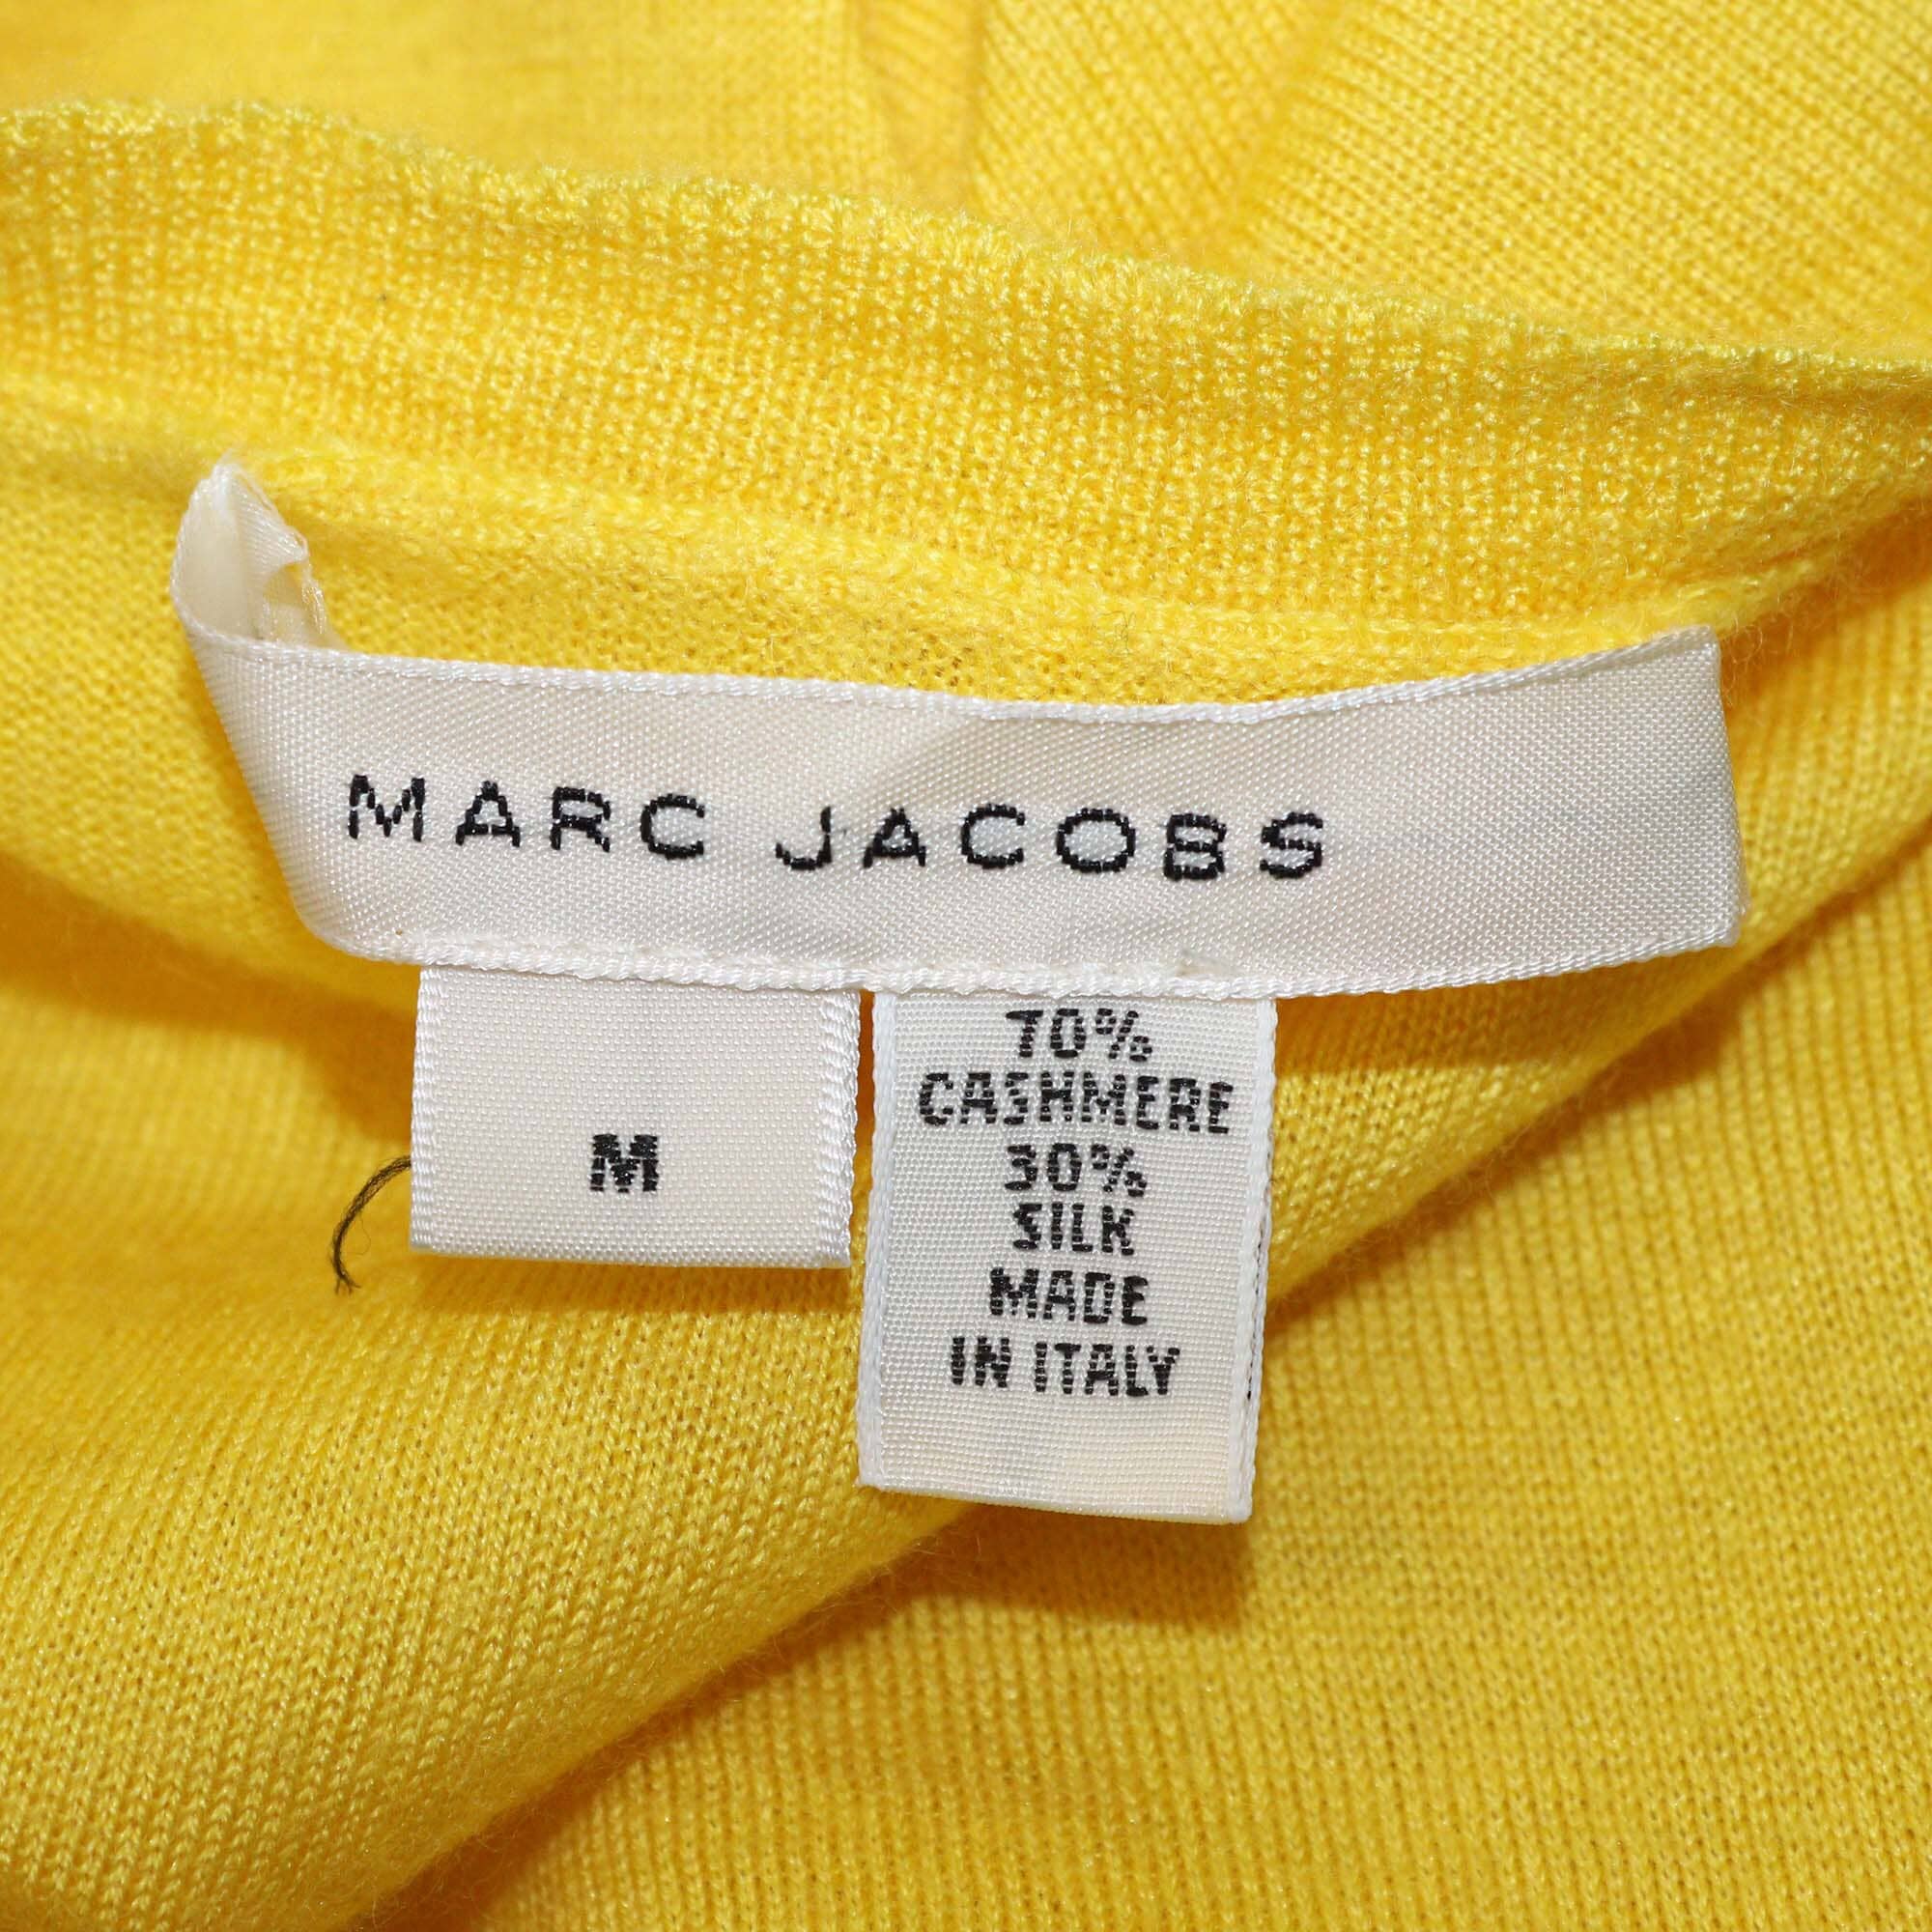 MARC JACOBS
M
70%
CASHMERE
30%
SILK
MADE
IN ITALY